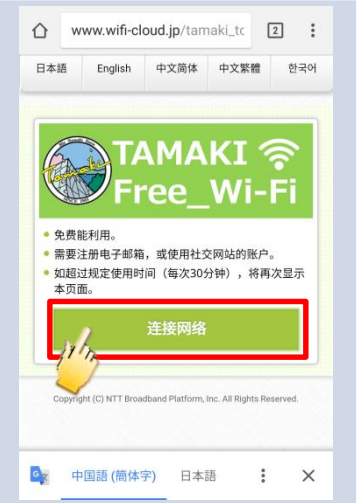 www.wifi-cloud.jp/tamaki_tc
2
日本語 English 中文简体 中文繁體 한국어
Tamaki
TAMAKI
Free_Wi-Fi
免费能利用。
需要注册电子邮箱，或使用社交网站的账户。
如超过规定使用时间（每次30分钟），将再次显示
本页面。
连接网络
Copyright (C) NTT Broadband Platform, Inc. All Rights Reserved.
中国語 (簡体字) 日本語